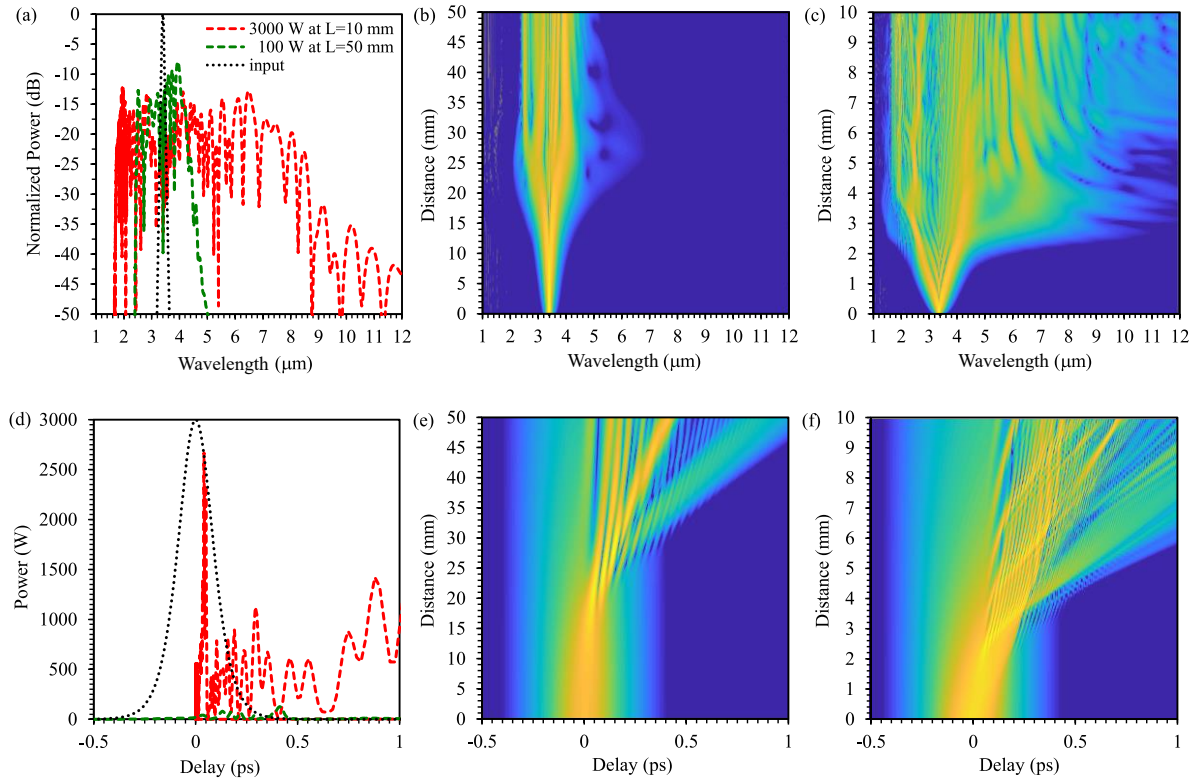 (a)
0
-5
-10
-15
-20
-25
-30
-35
-40
-45
-50
Normalized Power (dB)
3000 W at L=10 mm
100 W at L=50 mm
input
1 2 3 4 5 6 7 8 9 10 11 12
Wavelength (μm)
(b)
50
45
40
35
30
25
20
15
10
5
0
Distance (mm)
1 2 3 4 5 6 7 8 9 10 11 12
Wavelength (μm)
(c)
10
9
8
7
6
5
4
3
2
1
0
Distance (mm)
1 2 3 4 5 6 7 8 9 10 11 12
Wavelength (μm)
(d)
3000
2500
2000
1500
1000
500
0
Power (W)
-0.5 0 0.5 1
Delay (ps)
(e)
50
45
40
35
30
25
20
15
10
5
0
Distance (mm)
-0.5 0 0.5 1
Delay (ps)
(f)
10
9
8
7
6
5
4
3
2
1
0
Distance (mm)
-0.5 0 0.5 1
Delay (ps)